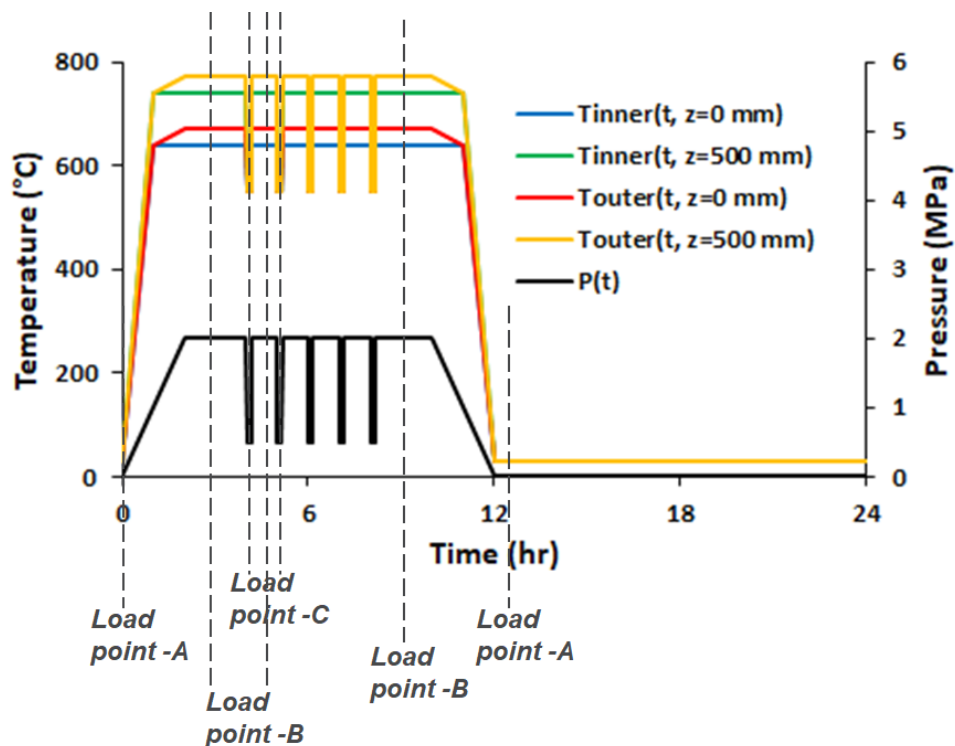 800
600
400
200
0
Temperature (°C)
6
5
4
3
2
1
0
Pressure (MPa)
Tinner(t, z=0 mm)
Tinner(t, z=500 mm)
Touter(t, z=0 mm)
Touter(t, z=500 mm)
P(t)
0
6
12
18
24
Time (hr)
Load
point -A
Load
point -B
Load
point -C
Load
point -B
Load
point -A